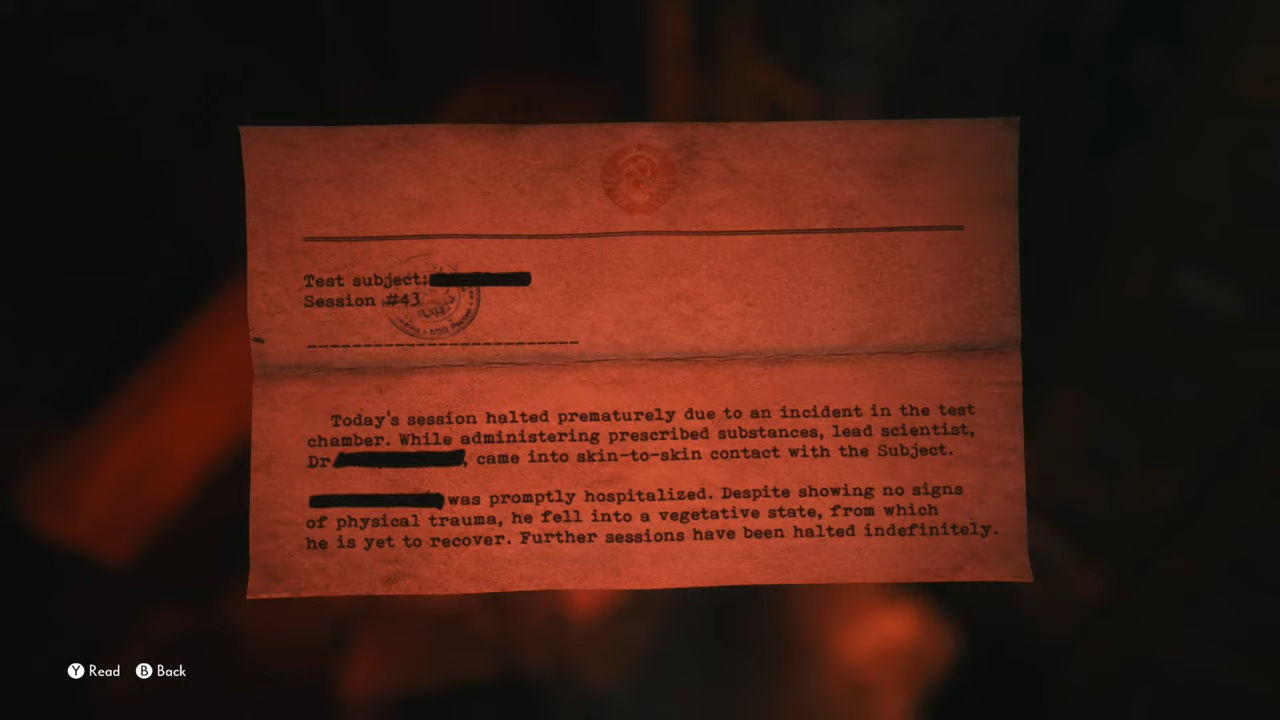 Test subject:
Session #43
Today's session halted prematurely due to an incident in the test
chamber. While administering prescribed substances, lead scientist,
Dr. , came into skin-to-skin contact with the Subject.
was promptly hospitalized. Despite showing no signs
of physical trauma, he fell into a vegetative state, from which
he is yet to recover. Further sessions have been halted indefinitely.
Y Read B Back